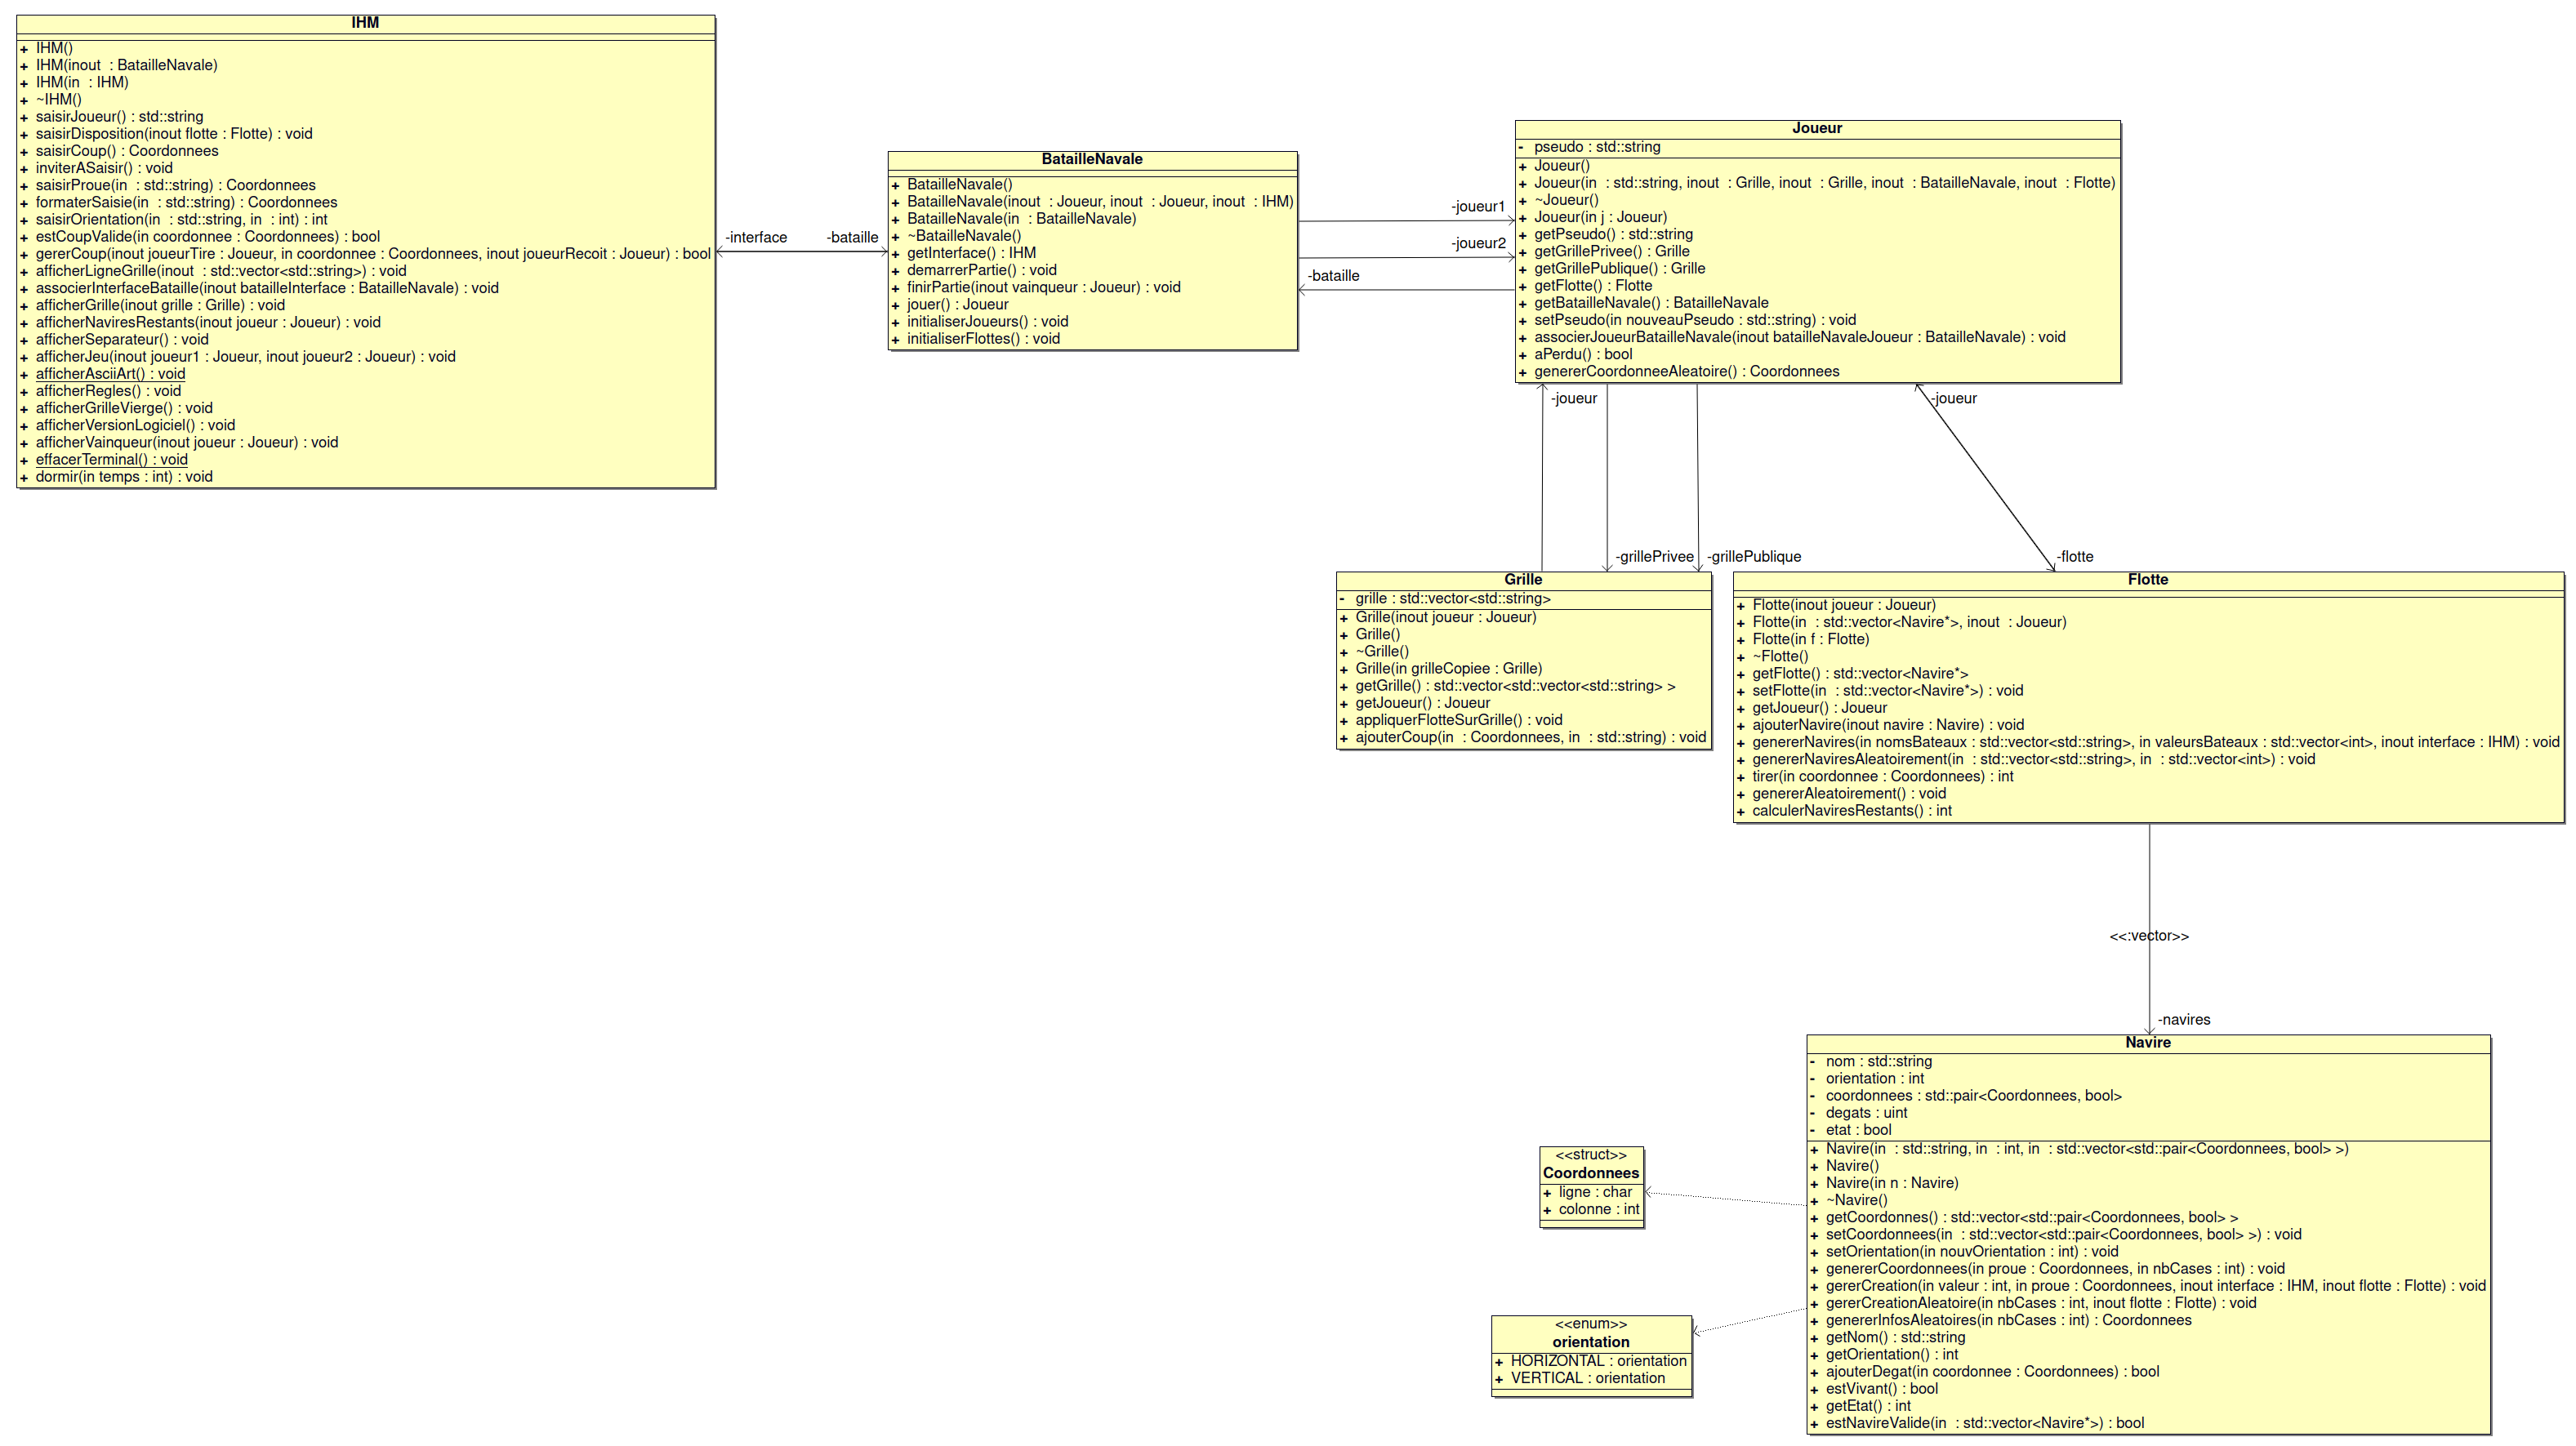 IHM
+ IHM()
+ IHM(inout : BatailleNavale)
+ IHM(in : IHM)
+ ~IHM()
+ saisirJoueur() : std::string
+ saisirDisposition(inout flotte : Flotte) : void
+ saisirCoup() : Coordonnees
+ inviterASaisir() : void
+ saisirProue(in : std::string) : Coordonnees
+ formaterSaisie(in : std::string) : Coordonnees
+ saisirOrientation(in : std::string, in : int) : int
+ estCoupValide(in coordonnee : Coordonnees) : bool
+ gererCoup(inout joueurTire : Joueur, in coordonnee : Coordonnees, inout joueurRecoit : Joueur) : bool
+ afficherLigneGrille(inout : std::vector<std::string>) : void
+ associerInterfaceBataille(inout batailleInterface : BatailleNavale) : void
+ afficherGrille(inout grille : Grille) : void
+ afficherNaviresRestants(inout joueur : Joueur) : void
+ afficherSeparateur() : void
+ afficherJeu(inout joueur1 : Joueur, inout joueur2 : Joueur) : void
+ afficherAsciiArt() : void
+ afficherRegles() : void
+ afficherGrilleVierge() : void
+ afficherVersionLogiciel() : void
+ afficherVainqueur(inout joueur : Joueur) : void
+ effacerTerminal() : void
+ dormir(in temps : int) : void
-interface
-bataille
BatailleNavale
+ BatailleNavale()
+ BatailleNavale(inout : Joueur, inout : Joueur, inout : IHM)
+ BatailleNavale(in : BatailleNavale)
+ ~BatailleNavale()
+ getInterface() : IHM
+ demarrerPartie() : void
+ finirPartie(inout vainqueur : Joueur) : void
+ jouer() : Joueur
+ initialiserJoueurs() : void
+ initialiserFlottes() : void
-joueur1
-joueur2
-bataille
Joueur
- pseudo : std::string
+ Joueur()
+ Joueur(in : std::string, inout : Grille, inout : Grille, inout : BatailleNavale, inout : Flotte)
+ ~Joueur()
+ Joueur(in j : Joueur)
+ getPseudo() : std::string
+ getGrillePrivee() : Grille
+ getGrillePublique() : Grille
+ getFlotte() : Flotte
+ getBatailleNavale() : BatailleNavale
+ setPseudo(in nouveauPseudo : std::string) : void
+ associerJoueurBatailleNavale(inout batailleNavaleJoueur : BatailleNavale) : void
+ aPerdu() : bool
+ genererCoordonneeAleatoire() : Coordonnees
-joueur
-joueur
-grillePrivee
-grillePublique
-flotte
Grille
- grille : std::vector<std::string>
+ Grille(inout joueur : Joueur)
+ Grille()
+ ~Grille()
+ Grille(in grilleCopiee : Grille)
+ getGrille() : std::vector<std::vector<std::string> >
+ getJoueur() : Joueur
+ appliquerFlotteSurGrille() : void
+ ajouterCoup(in : Coordonnees, in : std::string) : void
Flotte
+ Flotte(inout joueur : Joueur)
+ Flotte(in : std::vector<Navire*>, inout : Joueur)
+ Flotte(in f : Flotte)
+ ~Flotte()
+ getFlotte() : std::vector<Navire*>
+ setFlotte(in : std::vector<Navire*>) : void
+ getJoueur() : Joueur
+ ajouterNavire(inout navire : Navire) : void
+ genererNavires(in nomsBateaux : std::vector<std::string>, in valeursBateaux : std::vector<int>, inout interface : IHM) : void
+ genererNaviresAleatoirement(in : std::vector<std::string>, in : std::vector<int>) : void
+ tirer(in coordonnee : Coordonnees) : int
+ genererAleatoirement() : void
+ calculerNaviresRestants() : int
<<:vector>>
-navires
Navire
- nom : std::string
- orientation : int
- coordonnees : std::pair<Coordonnees, bool>
- degats : uint
- etat : bool
+ Navire(in : std::string, in : int, in : std::vector<std::pair<Coordonnees, bool> >)
+ Navire()
+ Navire(in n : Navire)
+ ~Navire()
+ getCoordonnes() : std::vector<std::pair<Coordonnees, bool> >
+ setCoordonnees(in : std::vector<std::pair<Coordonnees, bool> >) : void
+ setOrientation(in nouvOrientation : int) : void
+ genererCoordonnees(in proue : Coordonnees, in nbCases : int) : void
+ gererCreation(in valeur : int, in proue : Coordonnees, inout interface : IHM, inout flotte : Flotte) : void
+ gererCreationAleatoire(in nbCases : int, inout flotte : Flotte) : void
+ genererInfosAleatoires(in nbCases : int) : Coordonnees
+ getNom() : std::string
+ getOrientation() : int
+ ajouterDegat(in coordonnee : Coordonnees) : bool
+ estVivant() : bool
+ getEtat() : int
+ estNavireValide(in : std::vector<Navire*>) : bool
<<struct>>
Coordonnees
+ ligne : char
+ colonne : int
<<enum>>
orientation
+ HORIZONTAL : orientation
+ VERTICAL : orientation